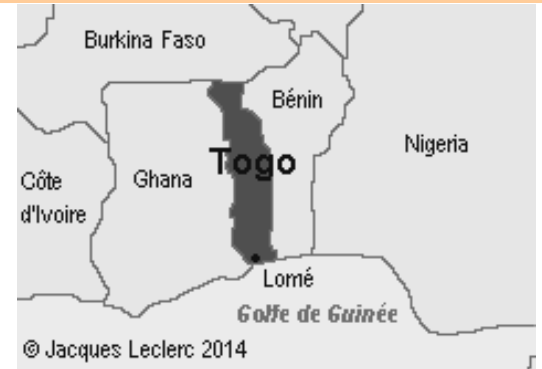 Burkina Faso
Bénin
Nigeria
Togo
Ghana
Côte
d'Ivoire
Lomé
Golfe de Guinée
© Jacques Leclerc 2014